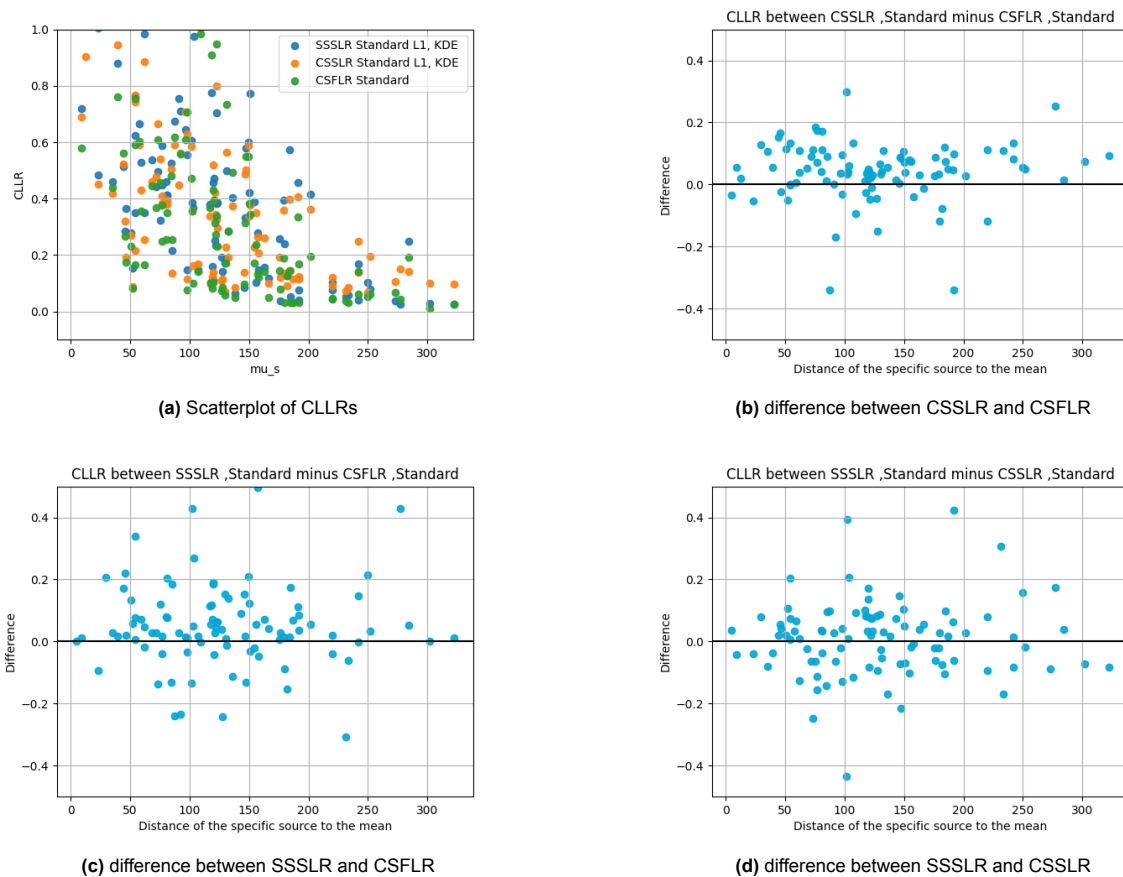 1.0
0.8
0.6
0.4
0.2
0.0
CLLR
SSSLR Standard L1, KDE
CSSLR Standard L1, KDE
CSFLR Standard
0 50 100 150 200 250 300
mu_s
(a) Scatterplot of CLLRs
CLLR between CSSLR ,Standard minus CSFLR ,Standard
0.4
0.2
0.0
−0.2
−0.4
Difference
0 50 100 150 200 250 300
Distance of the specific source to the mean
(b) difference between CSSLR and CSFLR
CLLR between SSSLR ,Standard minus CSFLR ,Standard
0.4
0.2
0.0
−0.2
−0.4
Difference
0 50 100 150 200 250 300
Distance of the specific source to the mean
(c) difference between SSSLR and CSFLR
CLLR between SSSLR ,Standard minus CSSLR ,Standard
0.4
0.2
0.0
−0.2
−0.4
Difference
0 50 100 150 200 250 300
Distance of the specific source to the mean
(d) difference between SSSLR and CSSLR